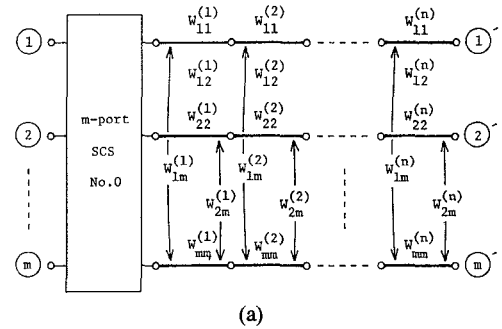 W₁₁⁽¹⁾ W₁₁⁽²⁾ W₁₁⁽ⁿ⁾
1 1´
W₁₂⁽¹⁾ W₁₂⁽²⁾ W₁₂⁽ⁿ⁾
m-port
SCS
No.0
W₂₂⁽¹⁾ W₂₂⁽²⁾ W₂₂⁽ⁿ⁾
2 2´
W₁ₘ⁽¹⁾ W₁ₘ⁽²⁾ W₁ₘ⁽ⁿ⁾
W₂ₘ⁽¹⁾ W₂ₘ⁽²⁾ W₂ₘ⁽ⁿ⁾
Wₘₘ⁽¹⁾ Wₘₘ⁽²⁾ Wₘₘ⁽ⁿ⁾
m m´
(a)